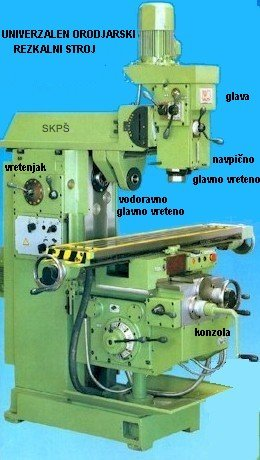 UNIVERZALEN ORODJARSKI
REZKALNI STROJ
glava
SKPŠ
navpično
glavno vreteno
vretenjak
vodoravno
glavno vreteno
konzola